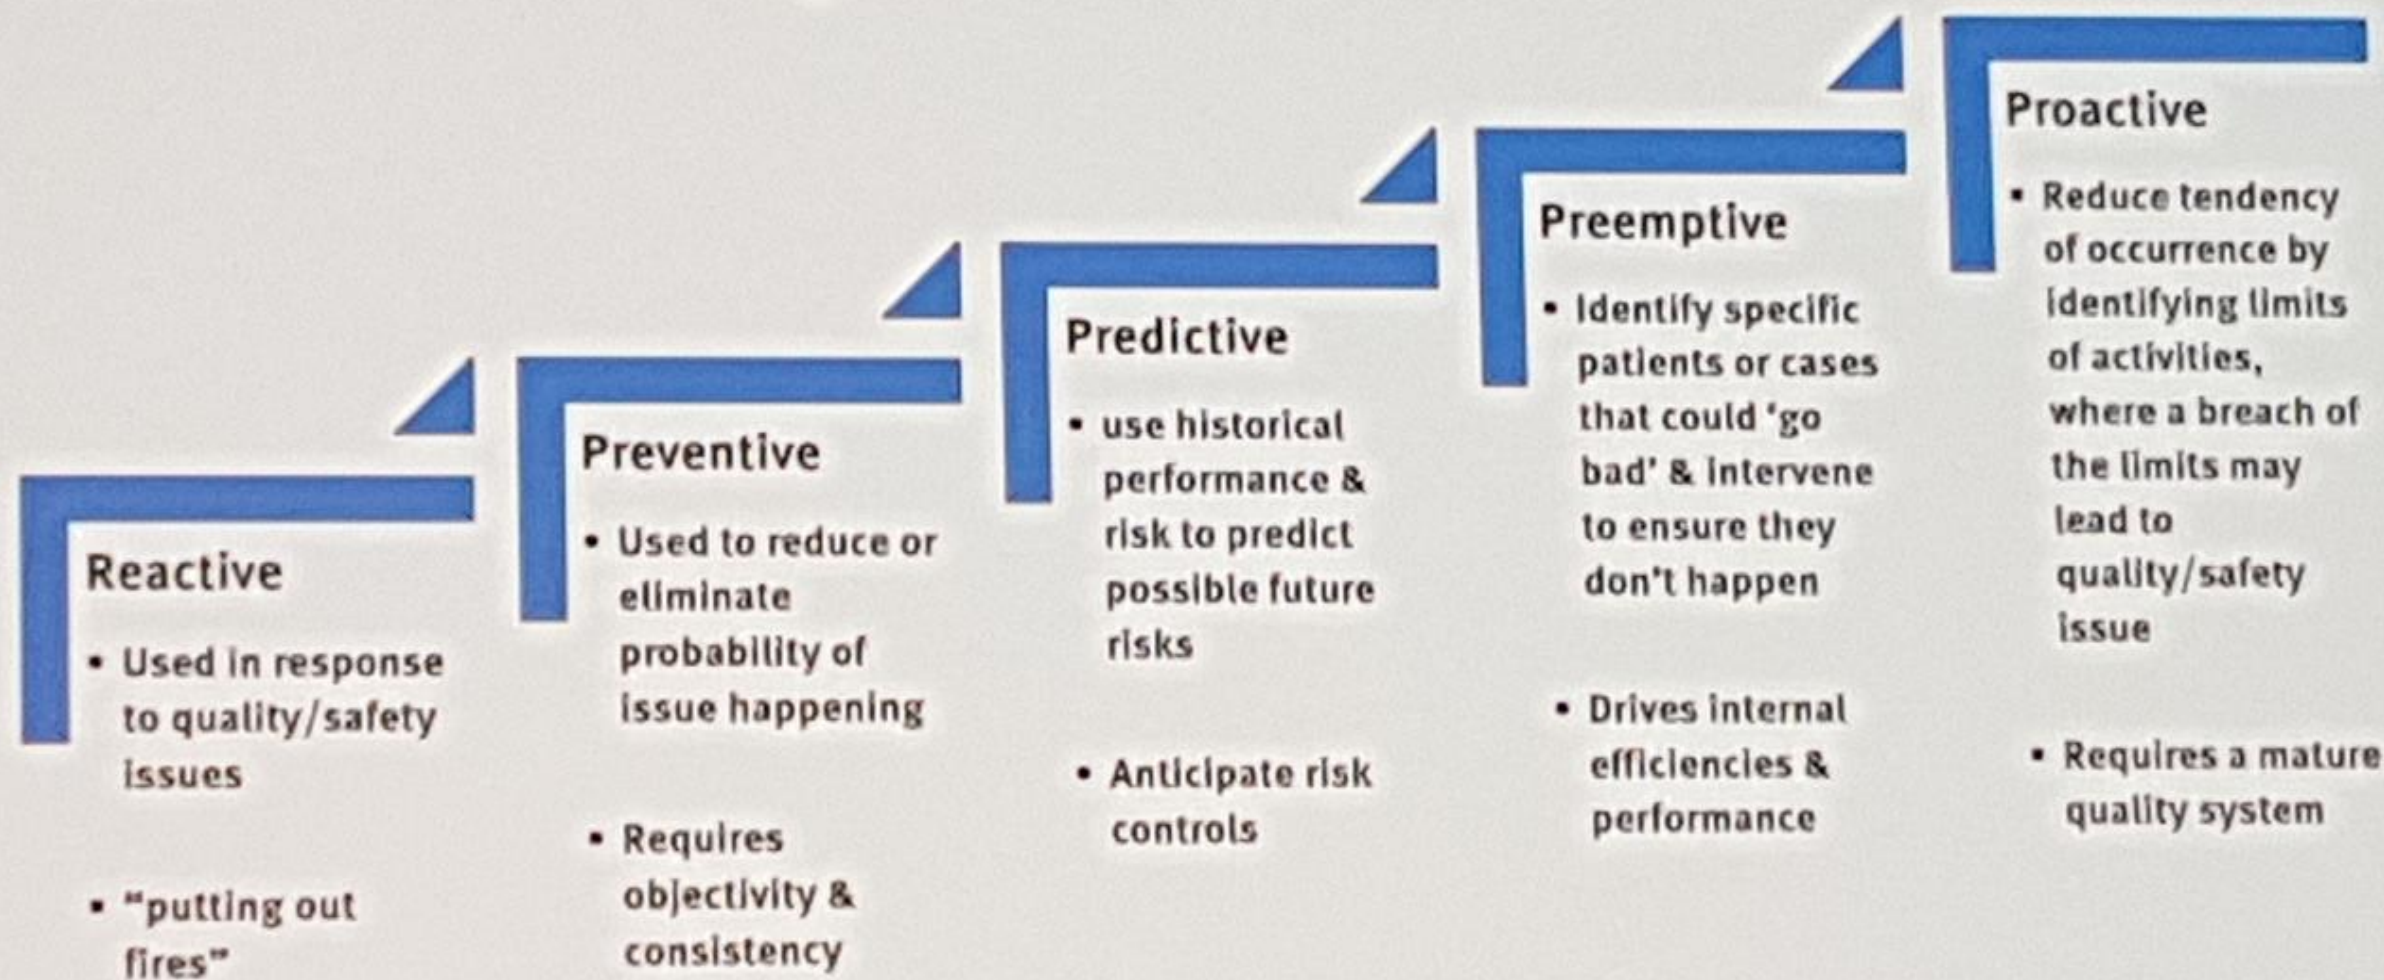 Reactive
▪ Used in response
to quality/safety
issues
▪ "putting out
fires"
Preventive
▪ Used to reduce or
eliminate
probability of
issue happening
▪ Requires
objectivity &
consistency
Predictive
▪ use historical
performance &
risk to predict
possible future
risks
▪ Anticipate risk
controls
Preemptive
▪ Identify specific
patients or cases
that could 'go
bad' & intervene
to ensure they
don't happen
▪ Drives internal
efficiencies &
performance
Proactive
▪ Reduce tendency
of occurrence by
identifying limits
of activities,
where a breach of
the limits may
lead to
quality/safety
issue
▪ Requires a mature
quality system